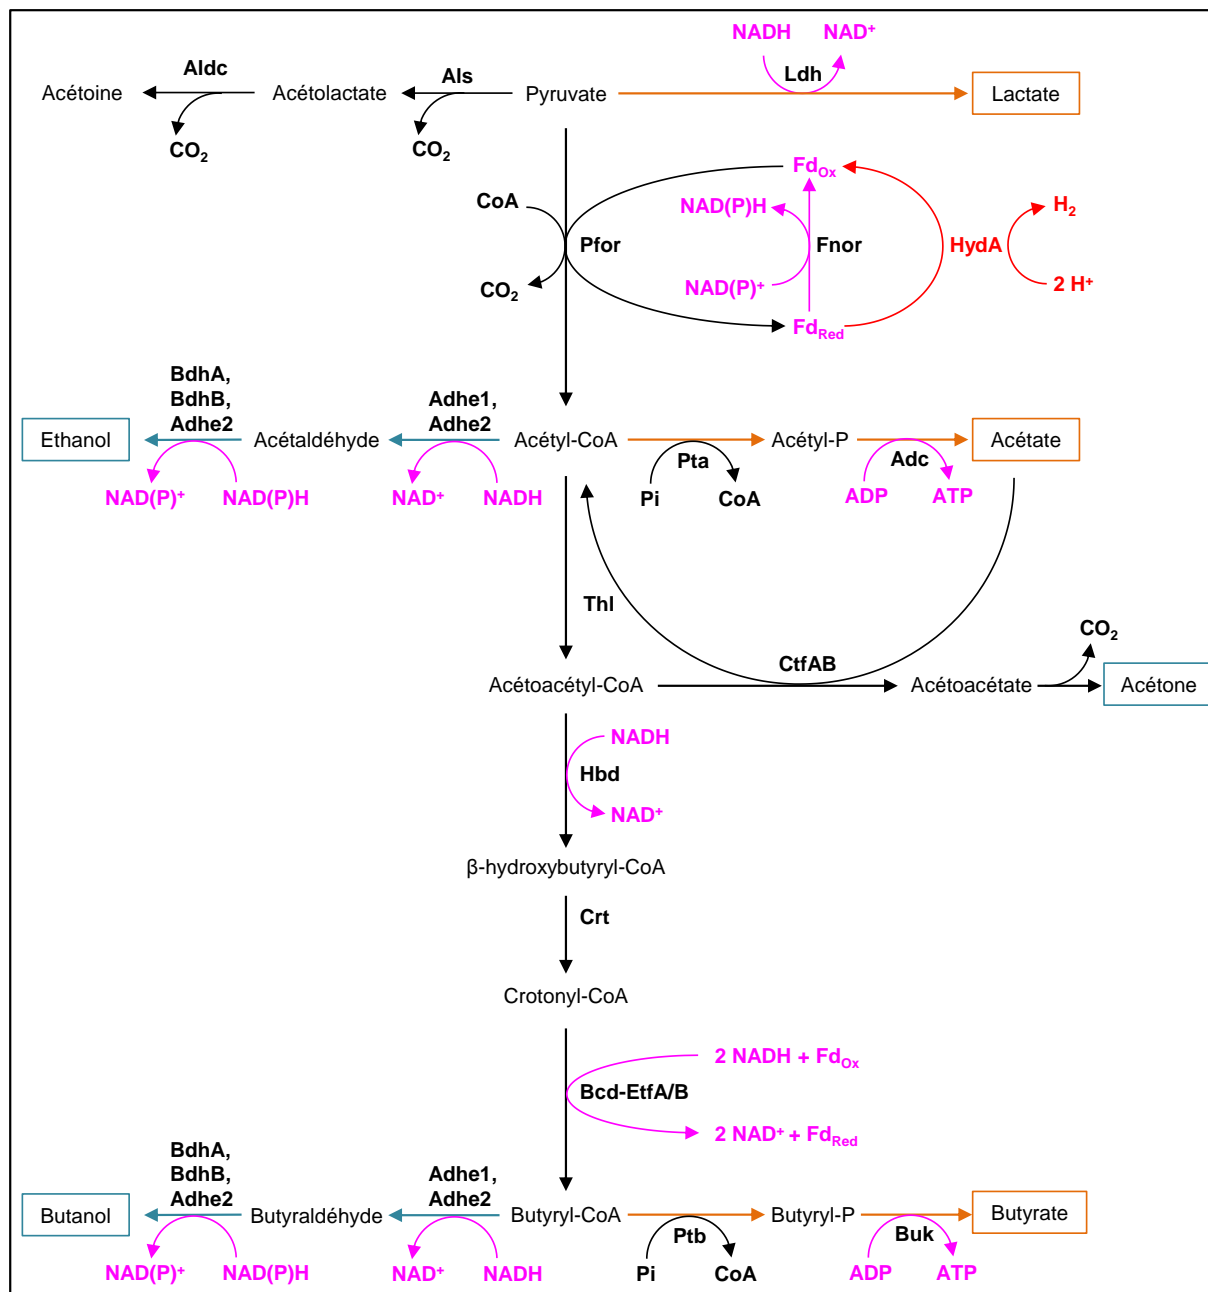 NADH NAD⁺
Aldc
Als
Ldh
Acétoine Acétolactate Pyruvate Lactate
CO₂ CO₂
Fd_Ox
CoA NAD(P)H H₂
Pfor Fnor HydA
CO₂ NAD(P)⁺ 2 H⁺
Fd_Red
BdhA,
BdhB, Adhe1,
Adhe2 Adhe2
Ethanol Acétaldéhyde Acétyl-CoA Acétyl-P Acétate
Pta Adc
NAD(P)⁺ NAD(P)H NAD⁺ NADH Pi CoA ADP ATP
Thl
CO₂
CtfAB
Acétoacétyl-CoA Acétoacétate Acétone
NADH
Hbd
NAD⁺
β-hydroxybutyryl-CoA
Crt
Crotonyl-CoA
2 NADH + Fd_Ox
Bcd-EtfA/B
2 NAD⁺ + Fd_Red
BdhA,
BdhB, Adhe1,
Adhe2 Adhe2
Butanol Butyraldéhyde Butyryl-CoA Butyryl-P Butyrate
Ptb Buk
NAD(P)⁺ NAD(P)H NAD⁺ NADH Pi CoA ADP ATP